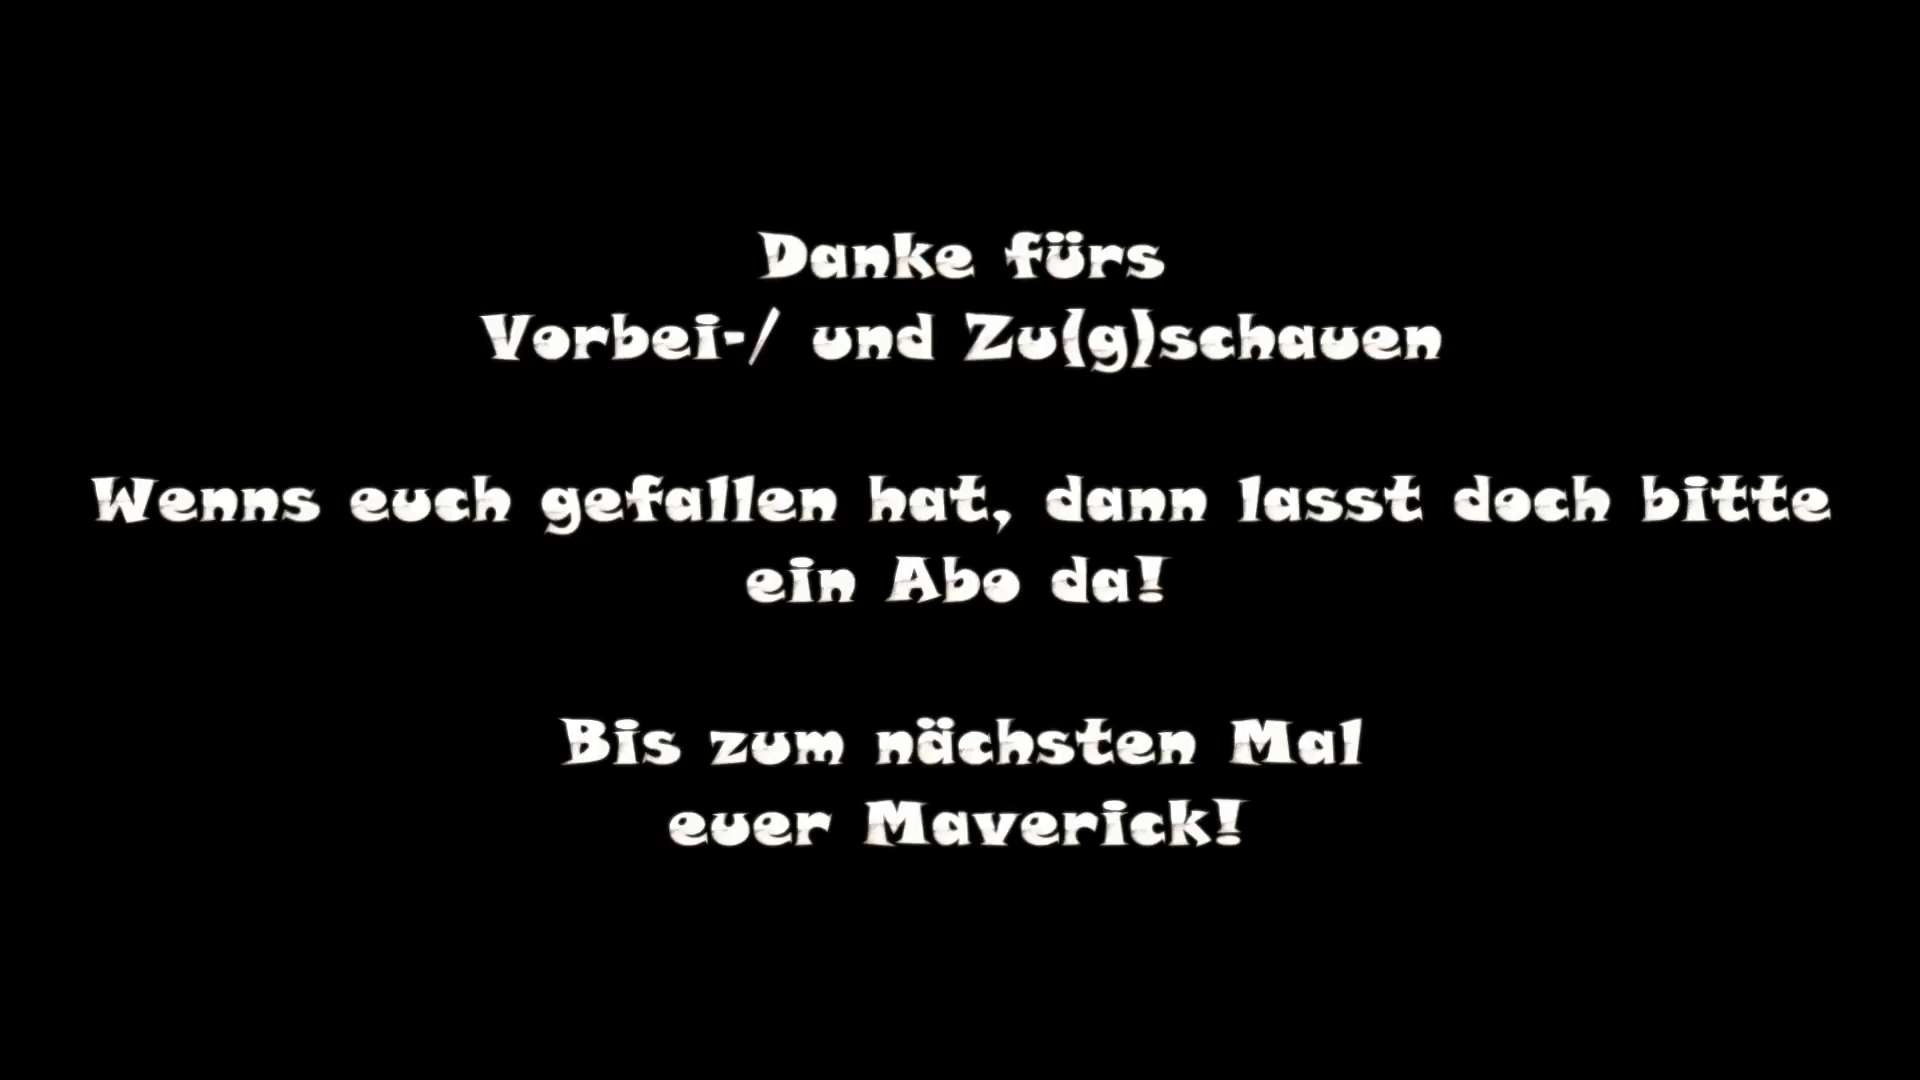 Danke fürs
Vorbei-/ und Zu(g)schauen
Wenns euch gefallen hat, dann lasst doch bitte
ein Abo da!
Bis zum nächsten Mal
euer Maverick!